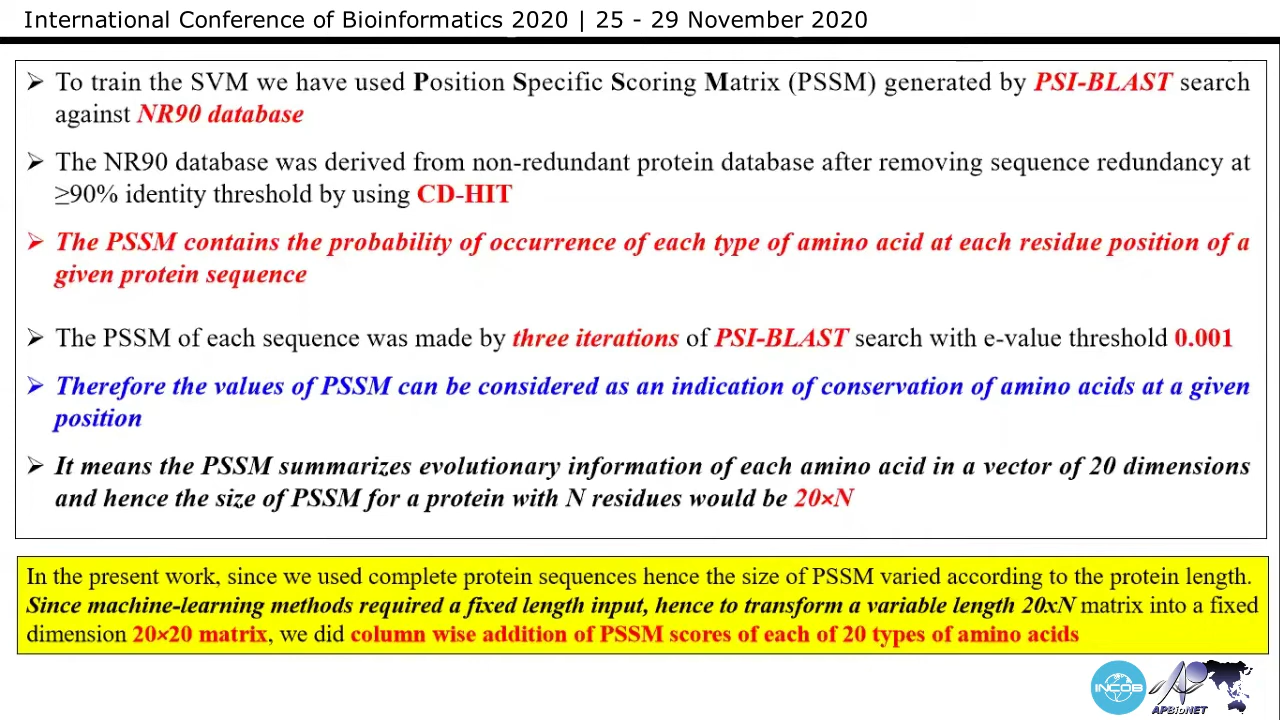 International Conference of Bioinformatics 2020 | 25 - 29 November 2020
➢ To train the SVM we have used Position Specific Scoring Matrix (PSSM) generated by PSI-BLAST search
against NR90 database
➢ The NR90 database was derived from non-redundant protein database after removing sequence redundancy at
≥90% identity threshold by using CD-HIT
➢ The PSSM contains the probability of occurrence of each type of amino acid at each residue position of a
given protein sequence
➢ The PSSM of each sequence was made by three iterations of PSI-BLAST search with e-value threshold 0.001
➢ Therefore the values of PSSM can be considered as an indication of conservation of amino acids at a given
position
➢ It means the PSSM summarizes evolutionary information of each amino acid in a vector of 20 dimensions
and hence the size of PSSM for a protein with N residues would be 20×N
In the present work, since we used complete protein sequences hence the size of PSSM varied according to the protein length.
Since machine-learning methods required a fixed length input, hence to transform a variable length 20xN matrix into a fixed
dimension 20×20 matrix, we did column wise addition of PSSM scores of each of 20 types of amino acids
INCOB
APBioNET